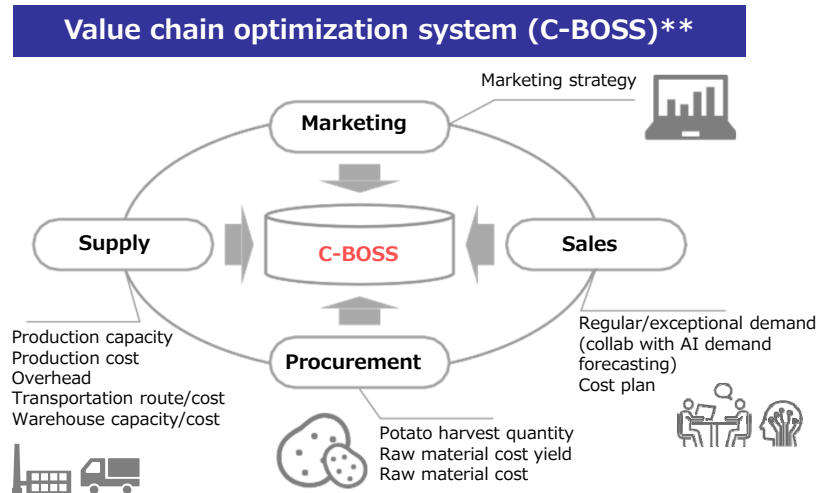 Value chain optimization system (C-BOSS)**
Marketing strategy
Marketing
Supply
C-BOSS
Sales
Production capacity
Production cost
Overhead
Transportation route/cost
Warehouse capacity/cost
Procurement
Regular/exceptional demand
(collab with AI demand
forecasting)
Cost plan
Potato harvest quantity
Raw material cost yield
Raw material cost